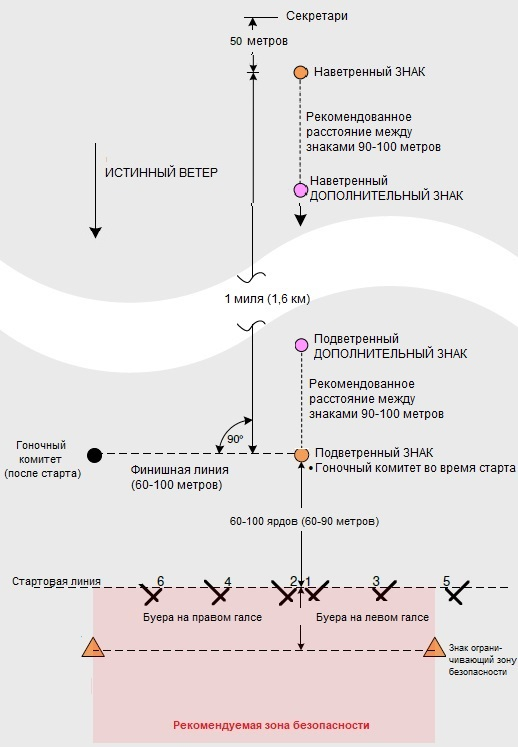 Секретари
50 метров
Наветренный ЗНАК
Рекомендованное
расстояние между
знаками 90-100 метров
ИСТИННЫЙ ВЕТЕР
Наветренный
ДОПОЛНИТЕЛЬНЫЙ ЗНАК
1 миля (1,6 км)
Подветренный
ДОПОЛНИТЕЛЬНЫЙ ЗНАК
Рекомендованное
расстояние между
знаками 90-100 метров
90°
Гоночный
комитет
(после старта)
Финишная линия
(60-100 метров)
Подветренный ЗНАК
• Гоночный комитет во время старта
60-100 ярдов (60-90 метров)
Стартовая линия
6 4 2 1 3 5
Буера на правом галсе
Буера на левом галсе
Знак ограни-
чивающий зону
безопасности
Рекомендуемая зона безопасности